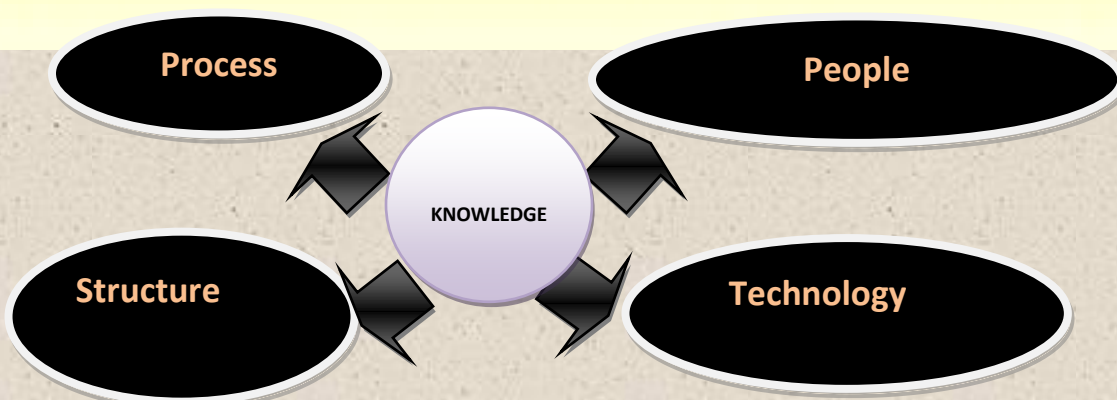 Process
People
KNOWLEDGE
Structure
Technology